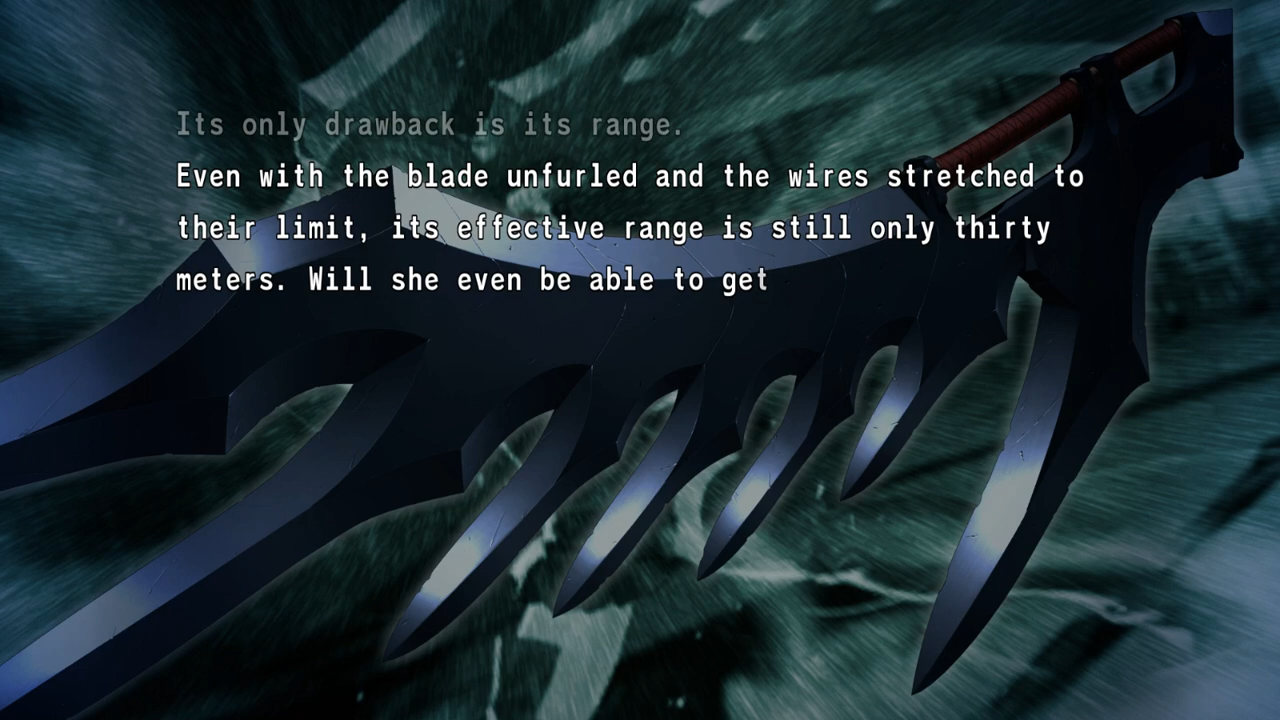 Its only drawback is its range.
Even with the blade unfurled and the wires stretched to
their limit, its effective range is still only thirty
meters. Will she even be able to get